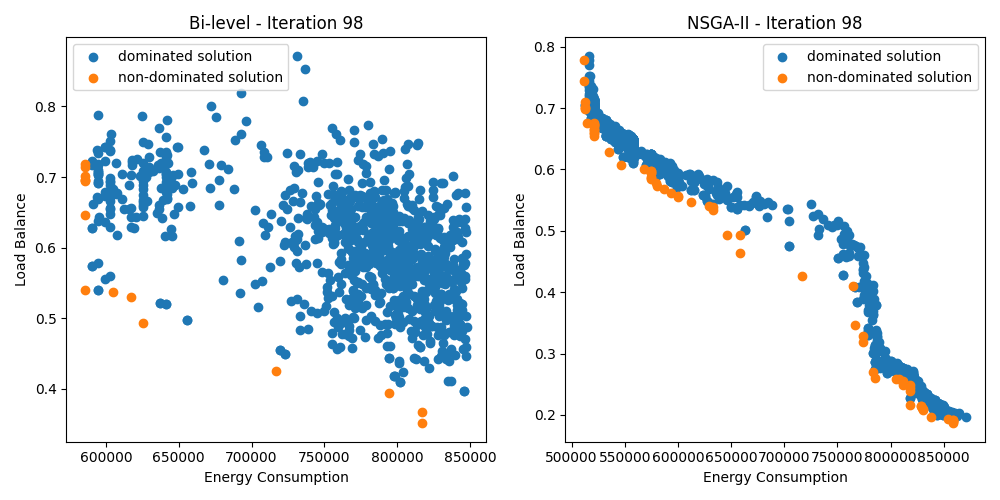 Bi-level - Iteration 98
dominated solution
non-dominated solution
0.8
0.7
0.6
0.5
0.4
Load Balance
600000 650000 700000 750000 800000 850000
Energy Consumption
NSGA-II - Iteration 98
dominated solution
non-dominated solution
0.8
0.7
0.6
0.5
0.4
0.3
0.2
Load Balance
500000 550000 600000 650000 700000 750000 800000 850000
Energy Consumption